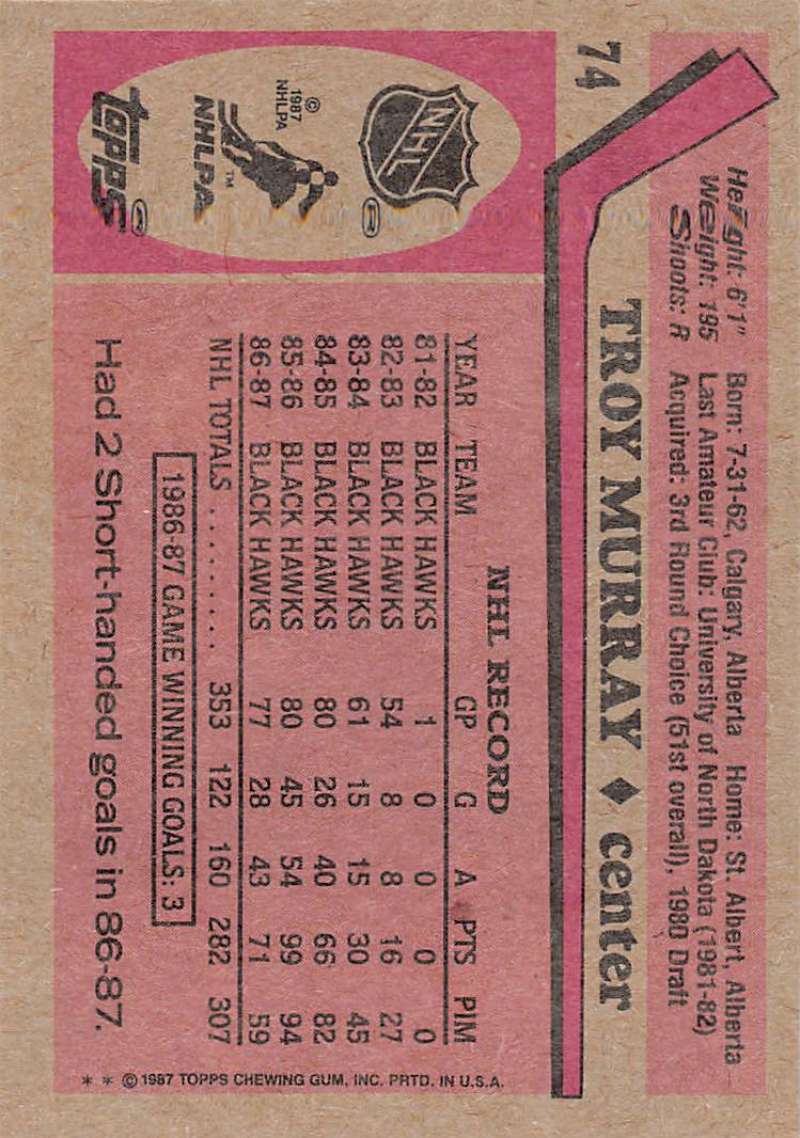 74
Height: 6'1" Born: 7-31-62, Calgary, Alberta Home: St. Albert, Alberta
Weight: 195 Last Amateur Club: University of North Dakota (1981-82)
Shoots: R Acquired: 3rd Round Choice (51st overall), 1980 Draft
TROY MURRAY ♦ center
NHL ®
© 1987 NHLPA
NHLPA™
TOPPS ®
NHL RECORD
YEAR TEAM GP G A PTS PIM
81-82 BLACK HAWKS 1 0 0 0 0
82-83 BLACK HAWKS 54 8 8 16 27
83-84 BLACK HAWKS 61 15 15 30 45
84-85 BLACK HAWKS 80 26 40 66 82
85-86 BLACK HAWKS 80 45 54 99 94
86-87 BLACK HAWKS 77 28 43 71 59
NHL TOTALS .......... 353 122 160 282 307
1986-87 GAME WINNING GOALS: 3
Had 2 Short-handed goals in 86-87.
* * © 1987 TOPPS CHEWING GUM, INC. PRTD. IN U.S.A.